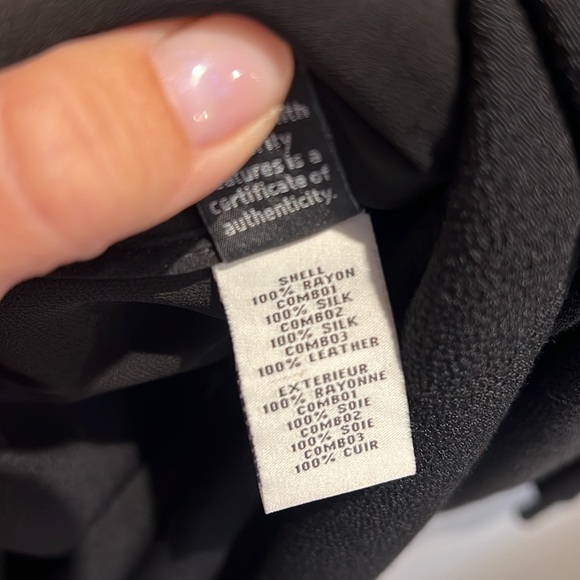 is a
certificate of
authenticity.
SHELL
100% RAYON
COMBO1
100% SILK
COMBO2
100% SILK
COMBO3
100% LEATHER
EXTERIEUR
100% RAYONNE
COMBO1
100% SOIE
COMBO2
100% SOIE
COMBO3
100% CUIR